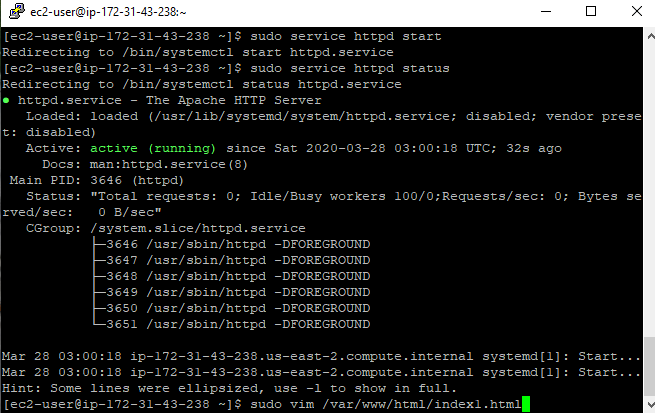 ec2-user@ip-172-31-43-238:~
[ec2-user@ip-172-31-43-238 ~]$ sudo service httpd start
Redirecting to /bin/systemctl start httpd.service
[ec2-user@ip-172-31-43-238 ~]$ sudo service httpd status
Redirecting to /bin/systemctl status httpd.service
● httpd.service - The Apache HTTP Server
   Loaded: loaded (/usr/lib/systemd/system/httpd.service; disabled; vendor prese
t: disabled)
   Active: active (running) since Sat 2020-03-28 03:00:18 UTC; 32s ago
     Docs: man:httpd.service(8)
 Main PID: 3646 (httpd)
   Status: "Total requests: 0; Idle/Busy workers 100/0;Requests/sec: 0; Bytes se
rved/sec:   0 B/sec"
   CGroup: /system.slice/httpd.service
           ├─3646 /usr/sbin/httpd -DFOREGROUND
           ├─3647 /usr/sbin/httpd -DFOREGROUND
           ├─3648 /usr/sbin/httpd -DFOREGROUND
           ├─3649 /usr/sbin/httpd -DFOREGROUND
           ├─3650 /usr/sbin/httpd -DFOREGROUND
           └─3651 /usr/sbin/httpd -DFOREGROUND
Mar 28 03:00:18 ip-172-31-43-238.us-east-2.compute.internal systemd[1]: Start...
Mar 28 03:00:18 ip-172-31-43-238.us-east-2.compute.internal systemd[1]: Start...
Hint: Some lines were ellipsized, use -l to show in full.
[ec2-user@ip-172-31-43-238 ~]$ sudo vim /var/www/html/index1.html